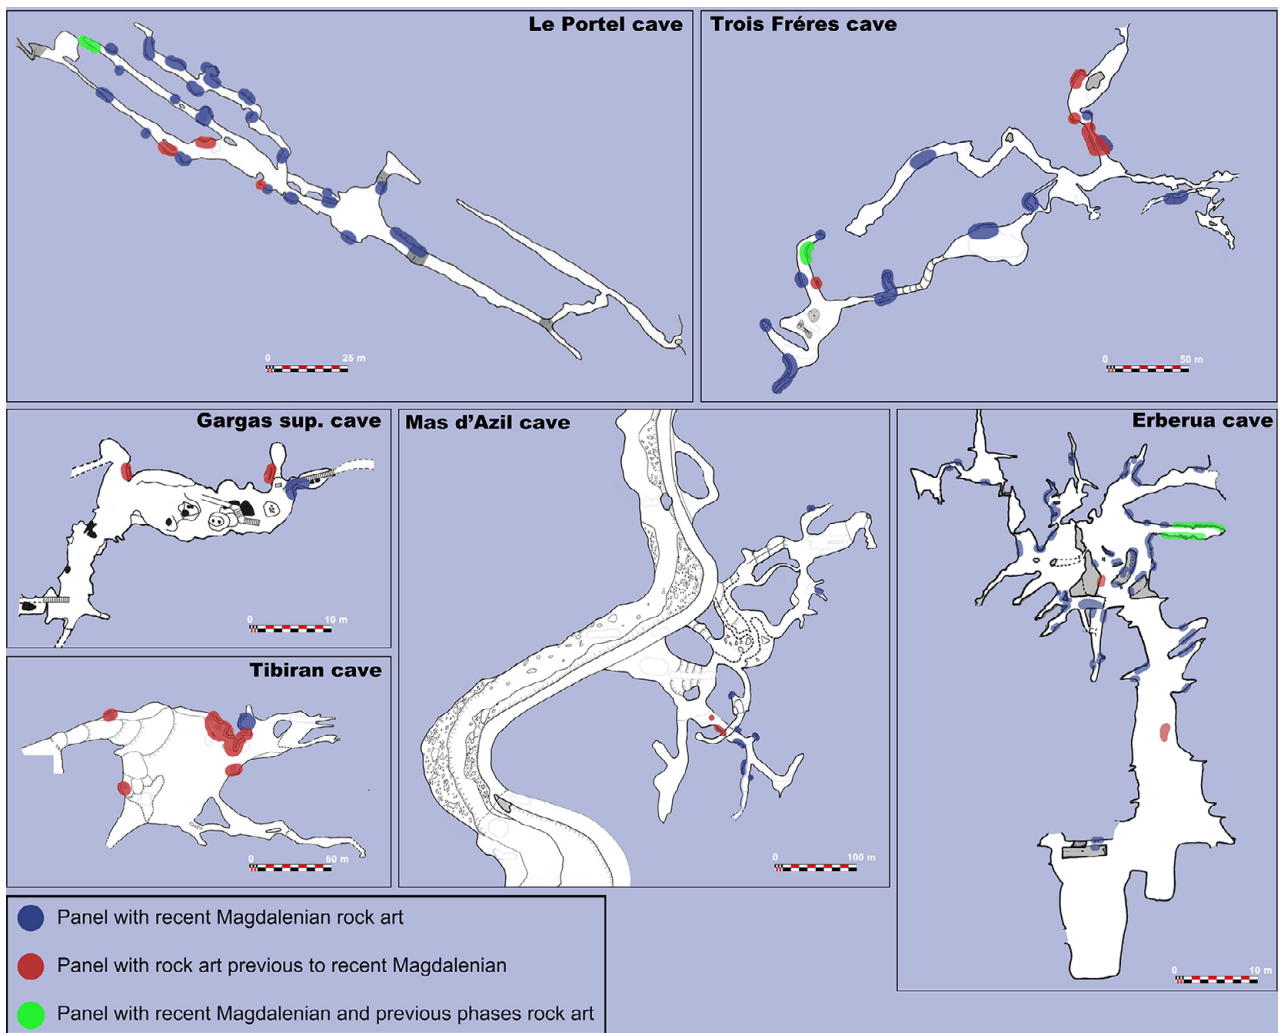 Le Portel cave
Trois Fréres cave
0 25 m
0 50 m
Gargas sup. cave
Mas d'Azil cave
Erberua cave
0 10 m
Tibiran cave
0 50 m
0 100 m
0 10 m
Panel with recent Magdalenian rock art
Panel with rock art previous to recent Magdalenian
Panel with recent Magdalenian and previous phases rock art